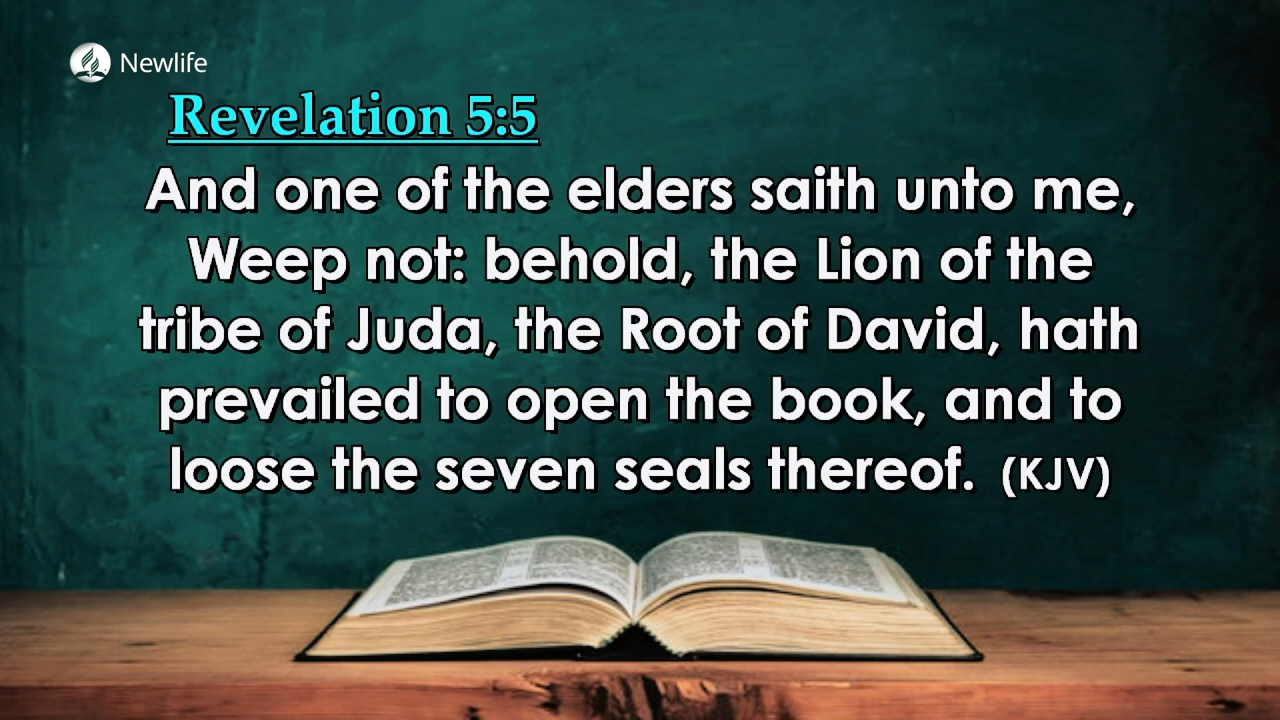 Newlife
Revelation 5:5
And one of the elders saith unto me,
Weep not: behold, the Lion of the
tribe of Juda, the Root of David, hath
prevailed to open the book, and to
loose the seven seals thereof. (KJV)